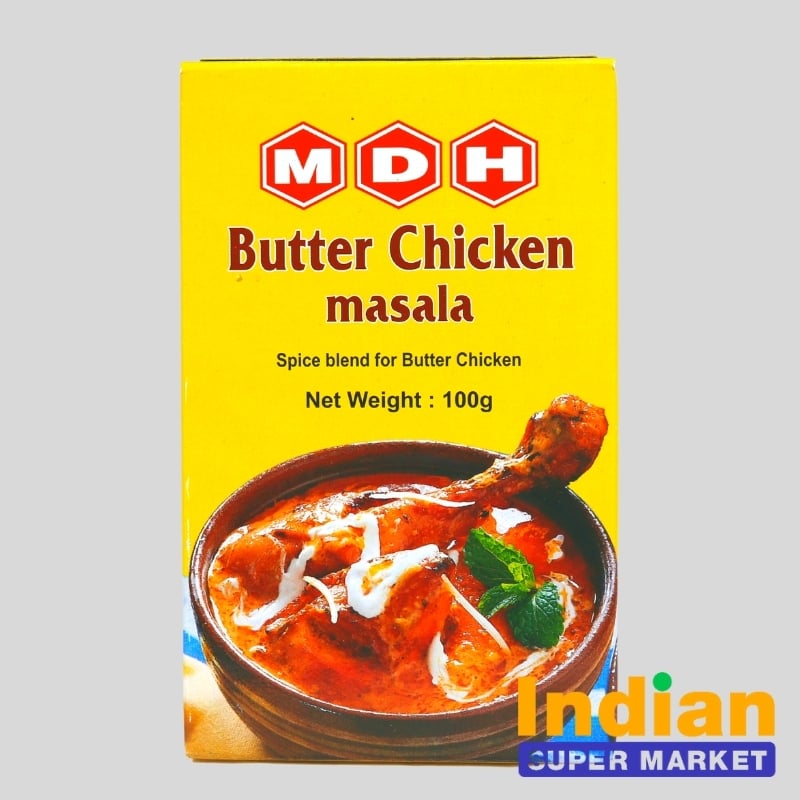 MDH
Butter Chicken
masala
Spice blend for Butter Chicken
Net Weight : 100g
Indian
SUPER MARKET